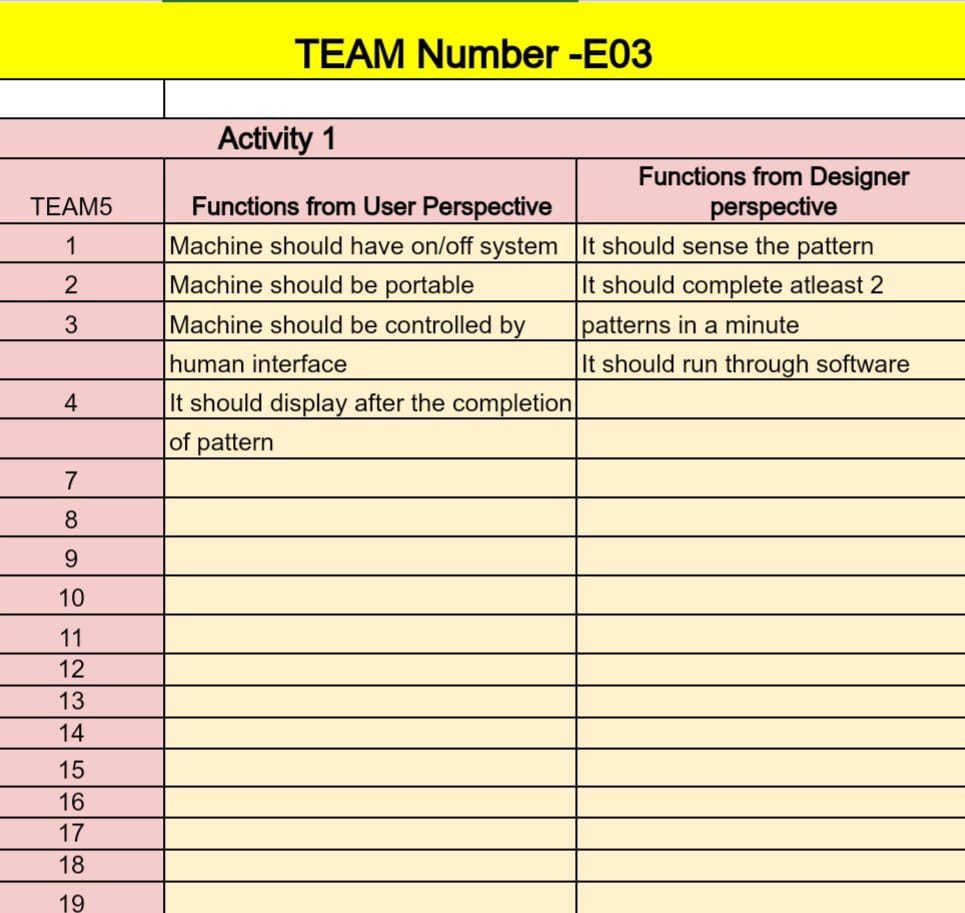 TEAM Number -E03
Activity 1
TEAM5 Functions from User Perspective Functions from Designer perspective
1 Machine should have on/off system It should sense the pattern
2 Machine should be portable It should complete atleast 2
3 Machine should be controlled by patterns in a minute
human interface It should run through software
4 It should display after the completion
of pattern
7
8
9
10
11
12
13
14
15
16
17
18
19